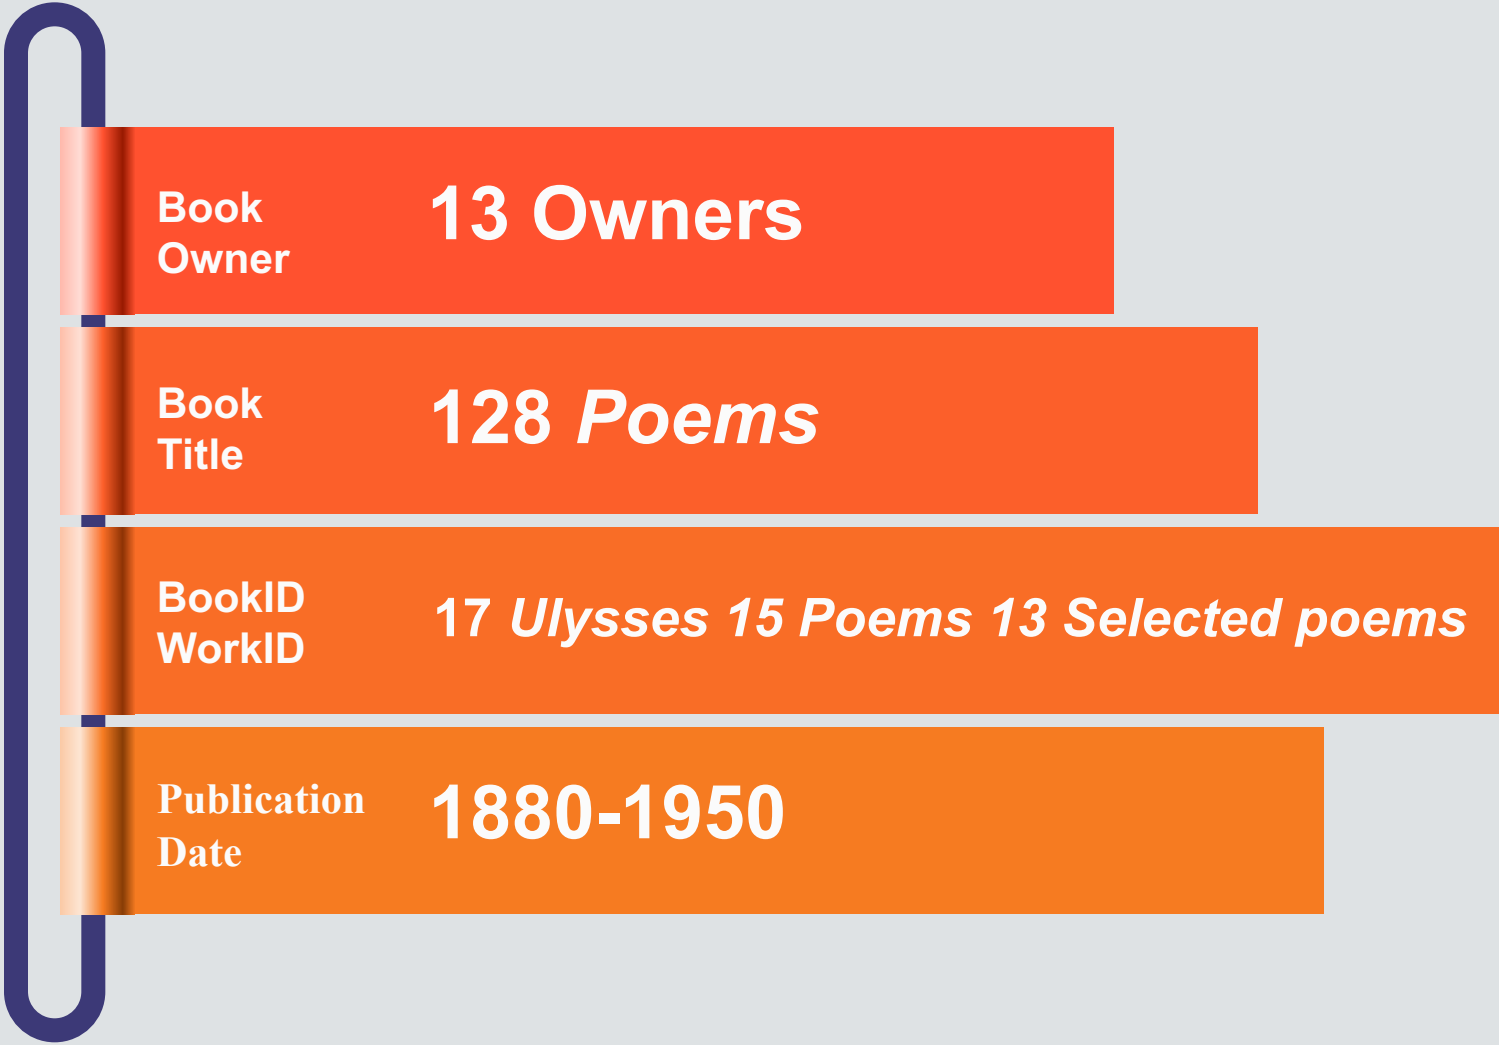 Book
Owner
13 Owners
Book
Title
128 Poems
BookID
WorkID
17 Ulysses 15 Poems 13 Selected poems
Publication
Date
1880-1950